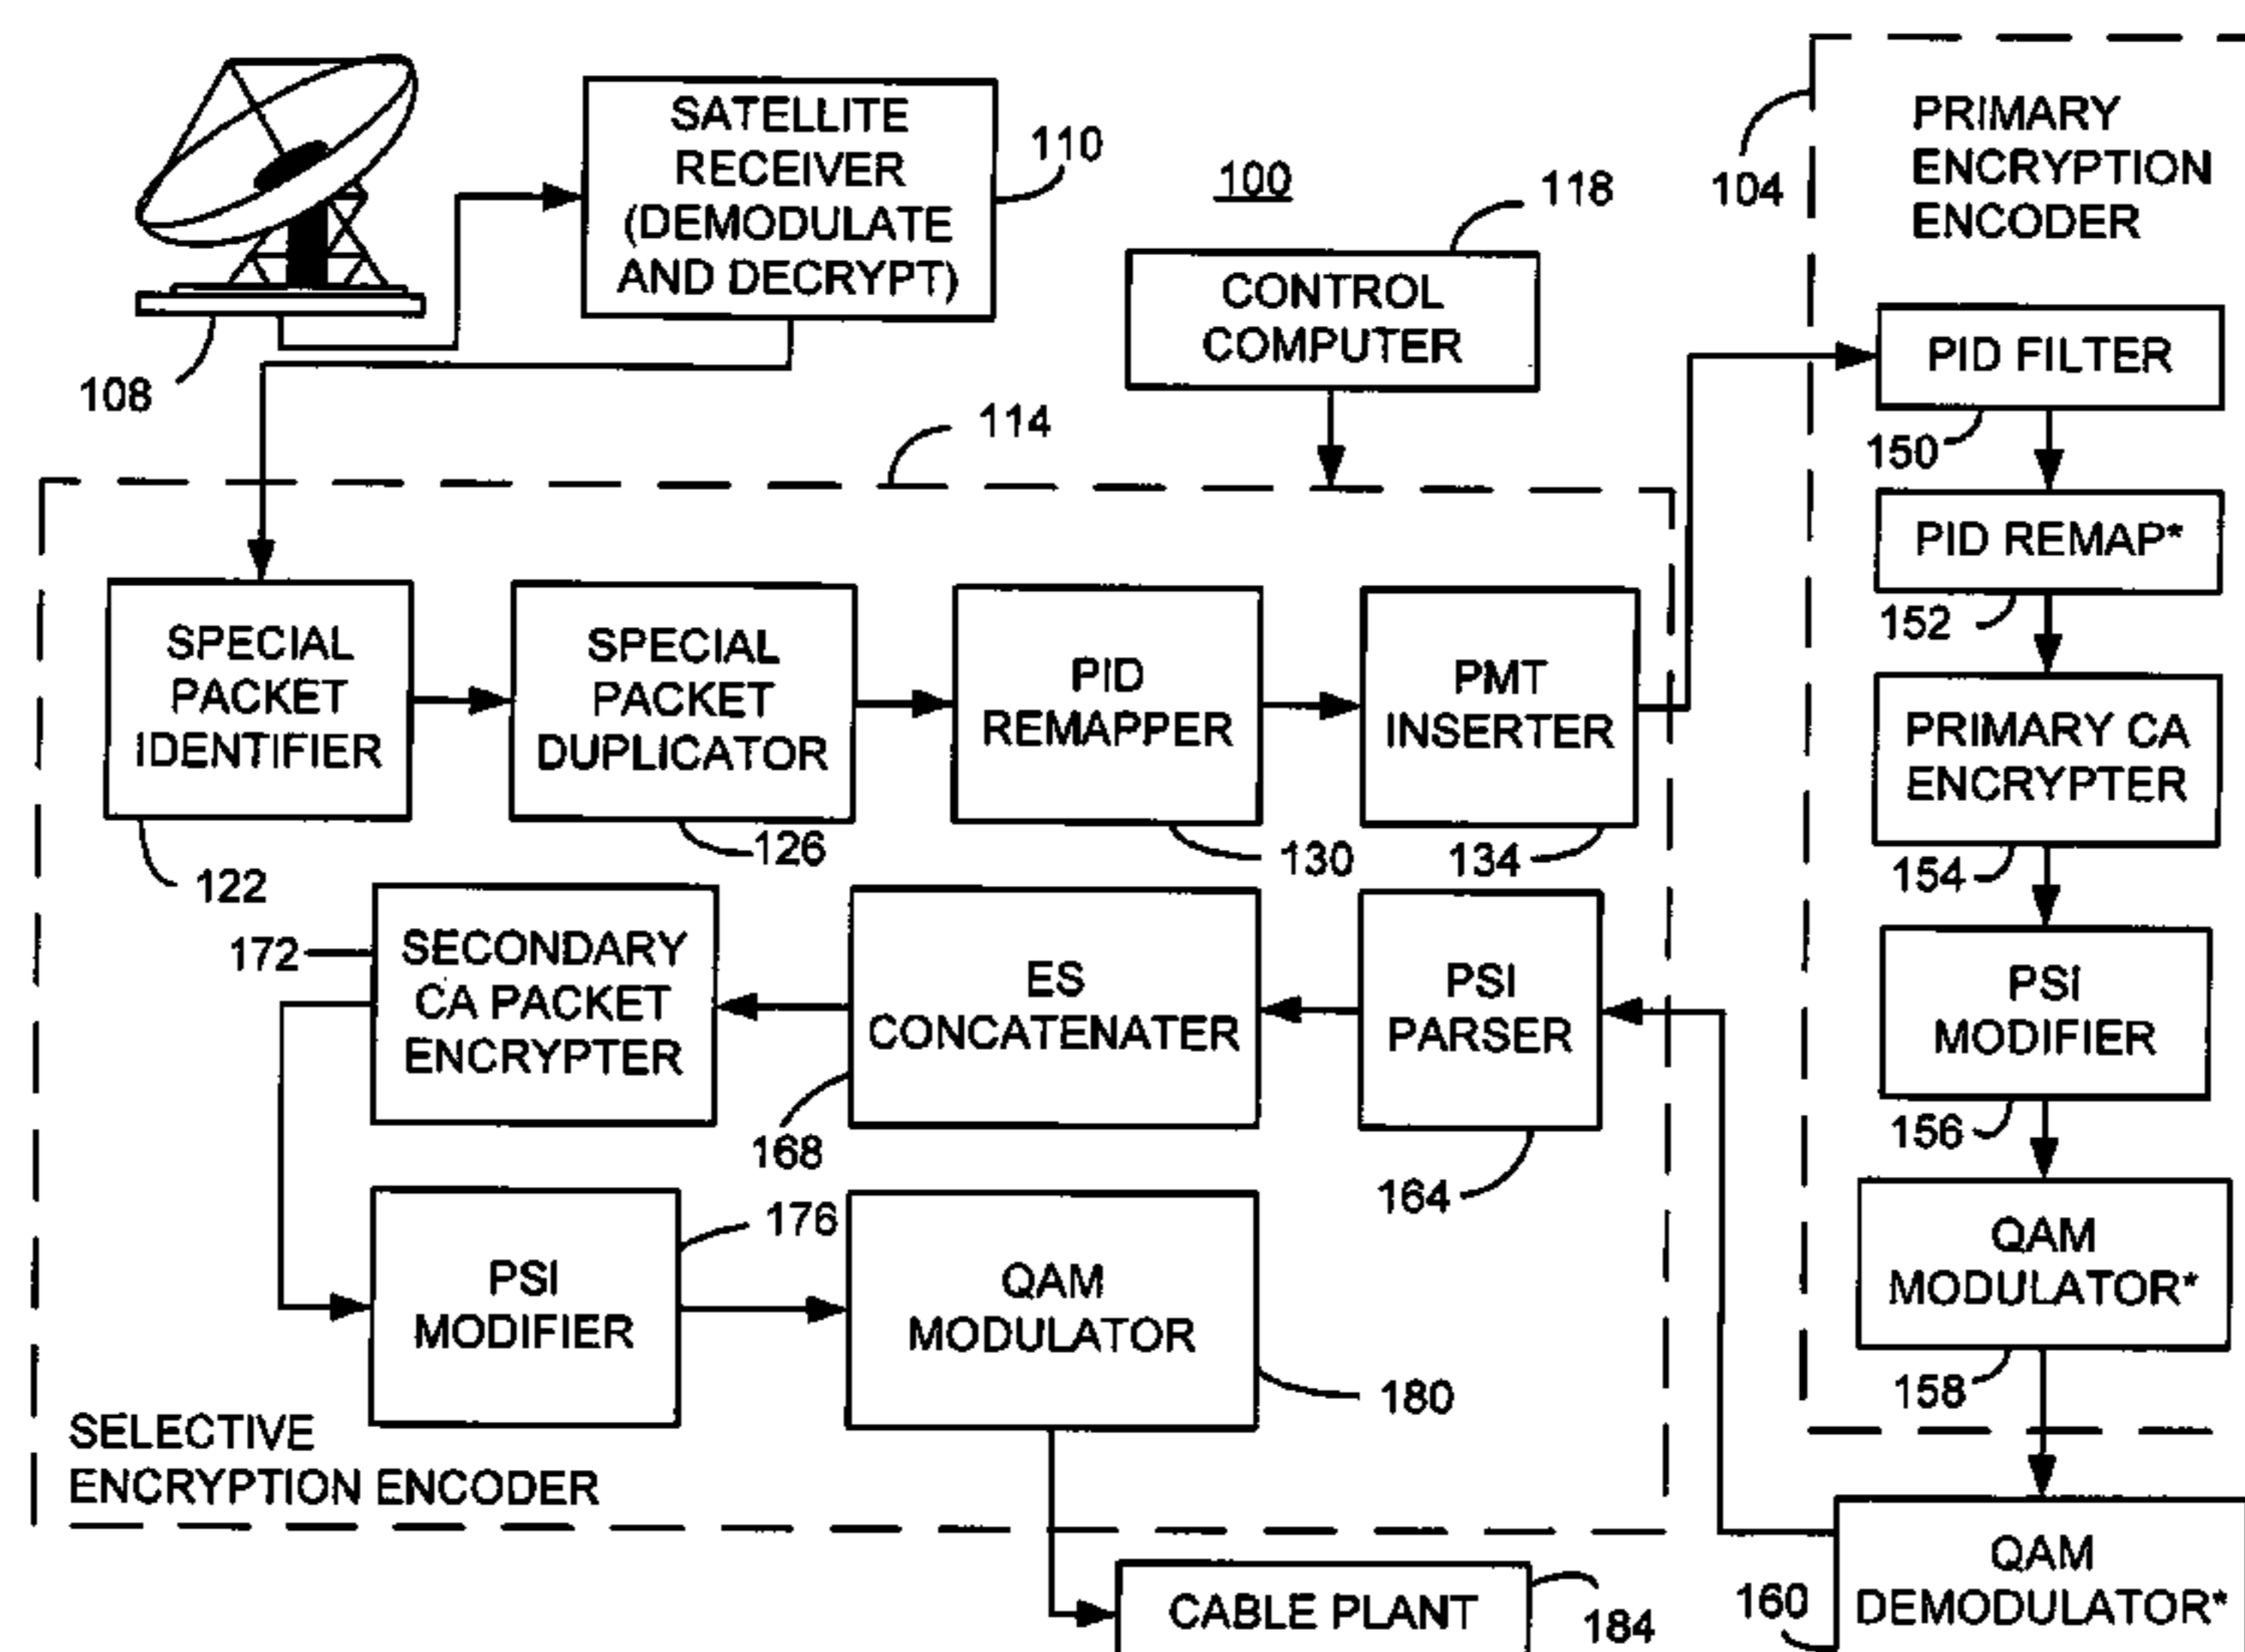 SATELLITE
RECEIVER
(DEMODULATE
AND DECRYPT)
110
100
118
104
PRIMARY
ENCRYPTION
ENCODER
CONTROL
COMPUTER
108
PID FILTER
150
114
PID REMAP*
152
SPECIAL
PACKET
IDENTIFIER
122
SPECIAL
PACKET
DUPLICATOR
126
PID
REMAPPER
130
PMT
INSERTER
134
PRIMARY CA
ENCRYPTER
154
172
SECONDARY
CA PACKET
ENCRYPTER
ES
CONCATENATER
168
PSI
PARSER
164
PSI
MODIFIER
156
PSI
MODIFIER
176
QAM
MODULATOR
180
QAM
MODULATOR*
158
SELECTIVE
ENCRYPTION ENCODER
CABLE PLANT
184
160
QAM
DEMODULATOR*